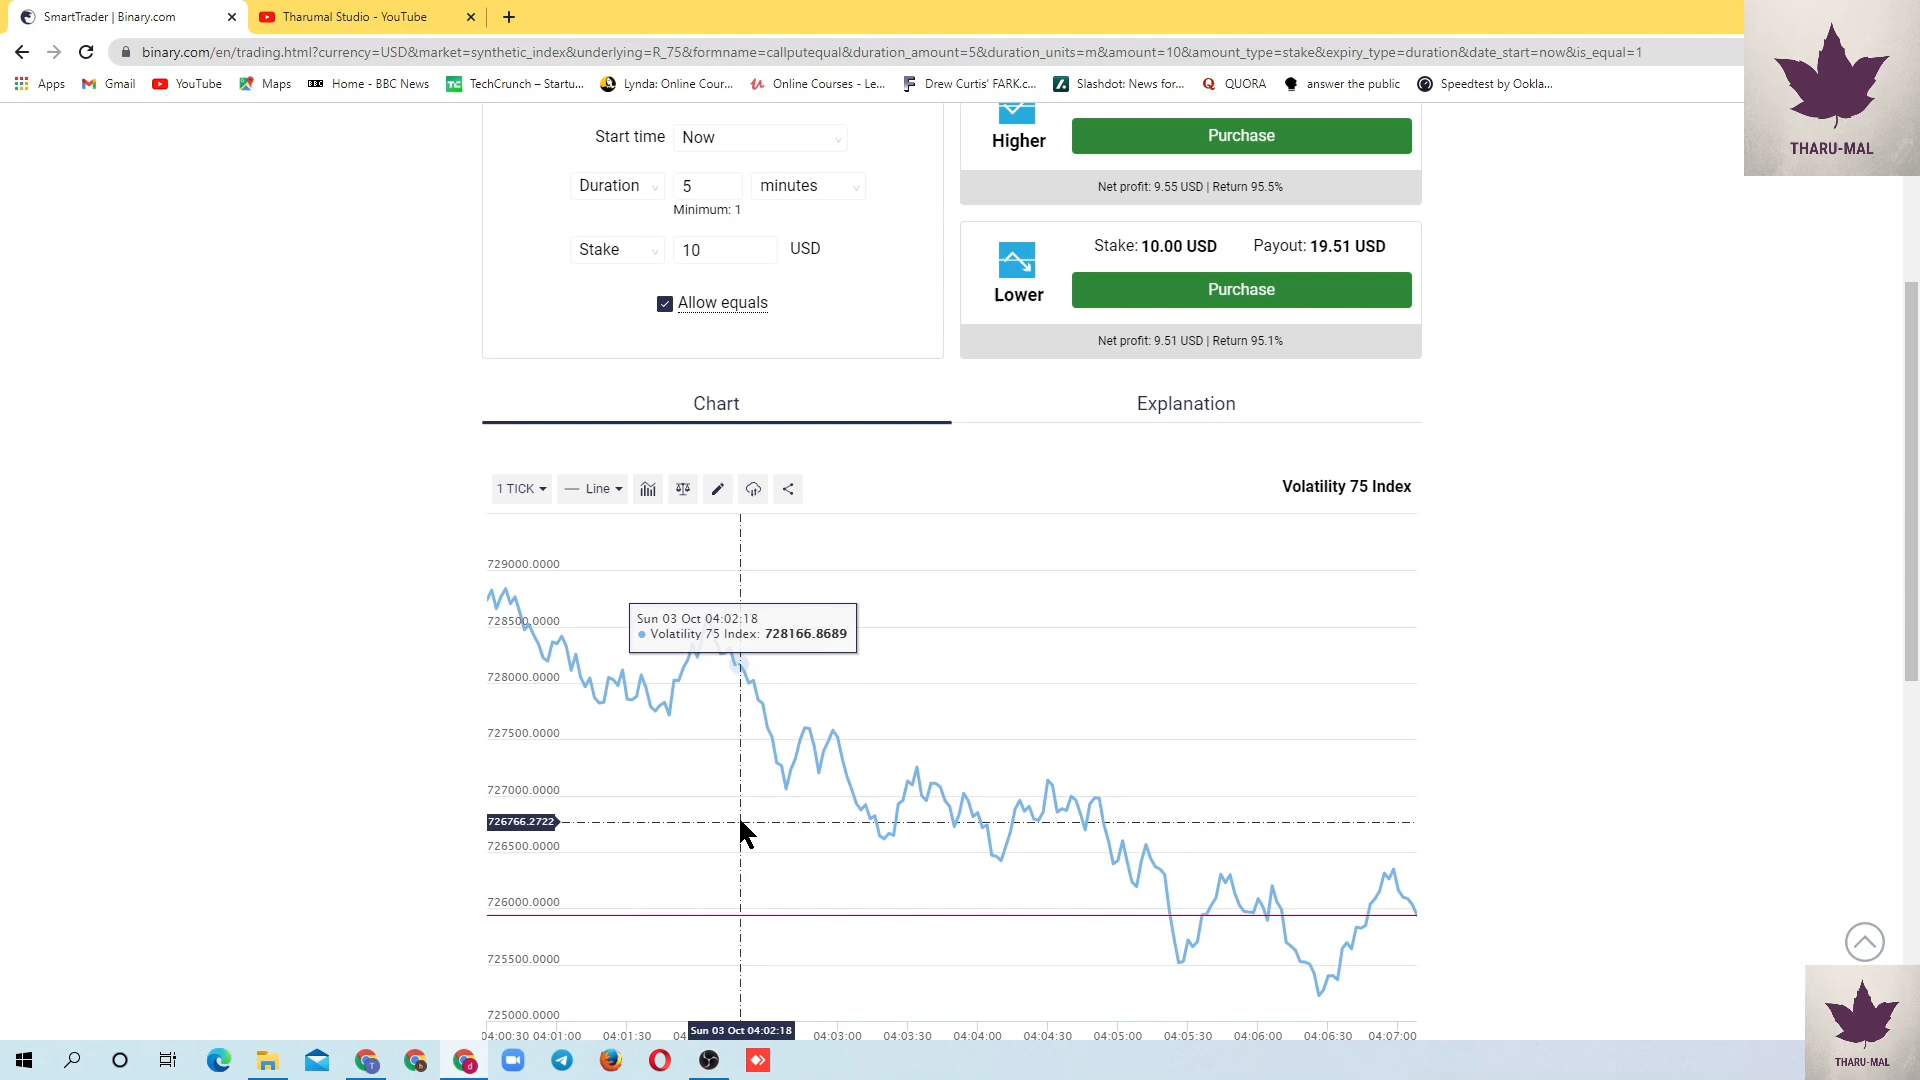 SmartTrader | Binary.com
Tharumal Studio - YouTube
binary.com/en/trading.html?currency=USD&market=synthetic_index&underlying=R_75&formname=callputequal&duration_amount=5&duration_units=m&amount=10&amount_type=stake&expiry_type=duration&date_start=now&is_equal=1
Apps
Gmail
YouTube
Maps
BBC
Home - BBC News
TechCrunch – Startu...
Lynda: Online Cour...
Online Courses - Le...
Drew Curtis' FARK.c...
Slashdot: News for...
QUORA
answer the public
Speedtest by Ookla...
THARU-MAL
Start time
Now
Duration
5
minutes
Minimum: 1
Stake
10
USD
Allow equals
Higher
Purchase
Net profit: 9.55 USD | Return 95.5%
Stake: 10.00 USD
Payout: 19.51 USD
Lower
Purchase
Net profit: 9.51 USD | Return 95.1%
Chart
Explanation
1 TICK
Line
Volatility 75 Index
729000.0000
728500.0000
728000.0000
727500.0000
727000.0000
726766.2722
726500.0000
726000.0000
725500.0000
725000.0000
Sun 03 Oct 04:02:18
Volatility 75 Index: 728166.8689
04:00:30
04:01:00
04:01:30
Sun 03 Oct 04:02:18
04:03:00
04:03:30
04:04:00
04:04:30
04:05:00
04:05:30
04:06:00
04:06:30
04:07:00
THARU-MAL